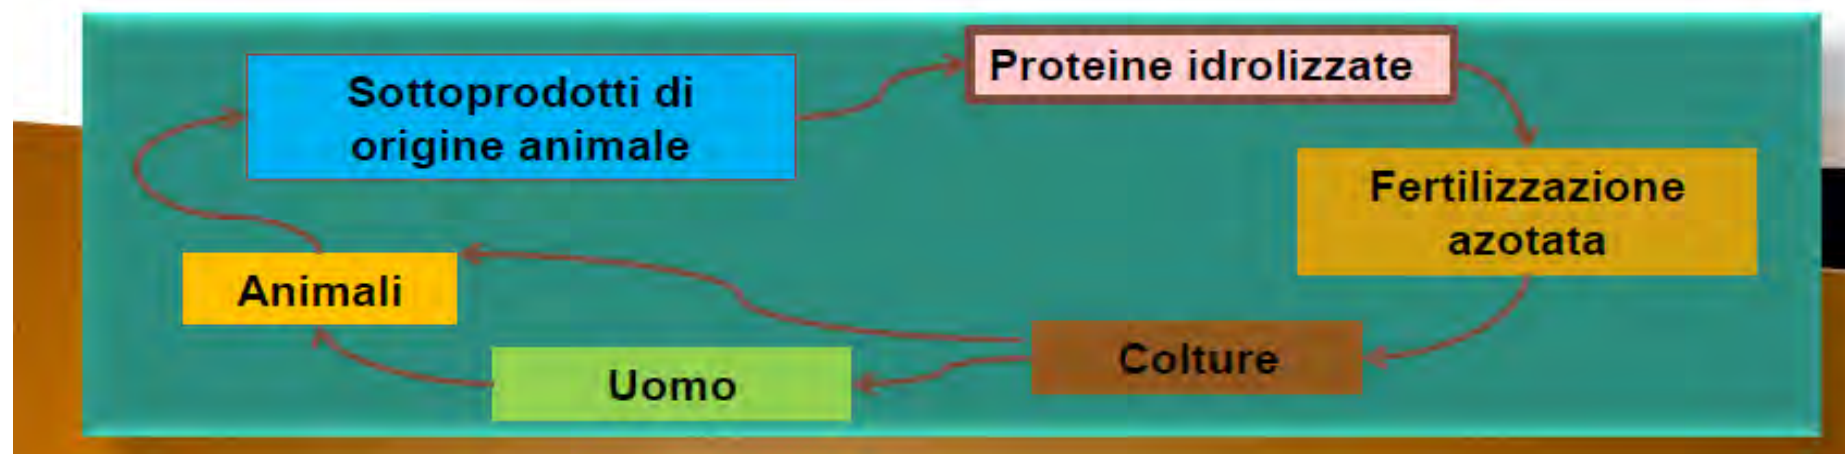 Sottoprodotti di
origine animale
Proteine idrolizzate
Fertilizzazione
azotata
Animali
Colture
Uomo